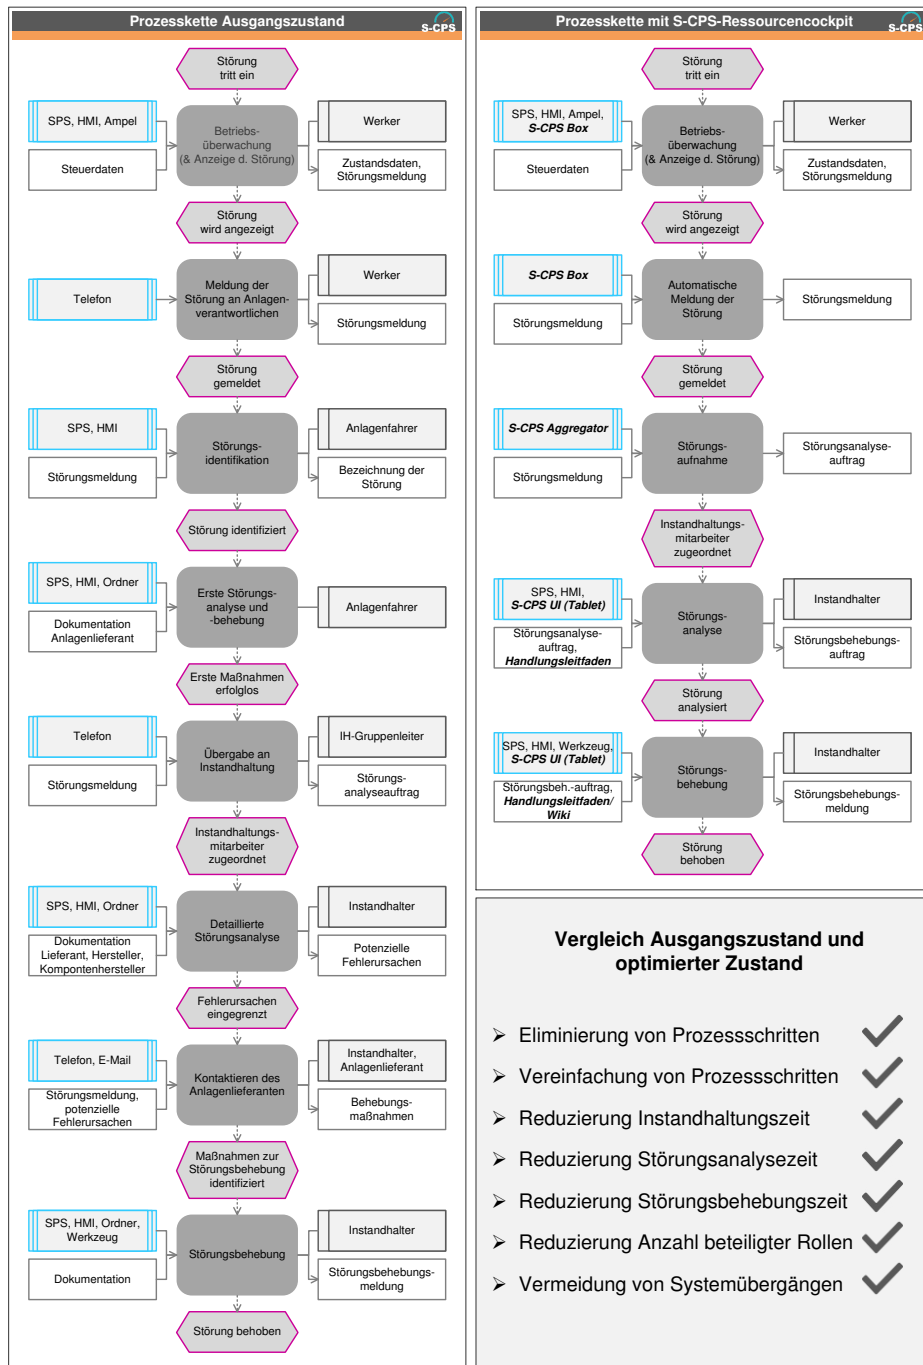 Prozesskette Ausgangszustand
S-CPS
Störung
tritt ein
SPS, HMI, Ampel
Steuerdaten
Betriebs-
überwachung
(& Anzeige d. Störung)
Werker
Zustandsdaten,
Störungsmeldung
Störung
wird angezeigt
Telefon
Meldung der
Störung an Anlagen-
verantwortlichen
Werker
Störungsmeldung
Störung
gemeldet
SPS, HMI
Störungsmeldung
Störungs-
identifikation
Anlagenfahrer
Bezeichnung der
Störung
Störung identifiziert
SPS, HMI, Ordner
Dokumentation
Anlagenlieferant
Erste Störungs-
analyse und
-behebung
Anlagenfahrer
Erste Maßnahmen
erfolglos
Telefon
Störungsmeldung
Übergabe an
Instandhaltung
IH-Gruppenleiter
Störungs-
analyseauftrag
Instandhaltungs-
mitarbeiter
zugeordnet
SPS, HMI, Ordner
Dokumentation
Lieferant, Hersteller,
Kompontenhersteller
Detaillierte
Störungsanalyse
Instandhalter
Potenzielle
Fehlerursachen
Fehlerursachen
eingegrenzt
Telefon, E-Mail
Störungsmeldung,
potenzielle
Fehlerursachen
Kontaktieren des
Anlagenlieferanten
Instandhalter,
Anlagenlieferant
Behebungs-
maßnahmen
Maßnahmen zur
Störungsbehebung
identifiziert
SPS, HMI, Ordner,
Werkzeug
Dokumentation
Störungsbehebung
Instandhalter
Störungsbehebungs-
meldung
Störung behoben
Prozesskette mit S-CPS-Ressourcencockpit
S-CPS
Störung
tritt ein
SPS, HMI, Ampel,
S-CPS Box
Steuerdaten
Betriebs-
überwachung
(& Anzeige d. Störung)
Werker
Zustandsdaten,
Störungsmeldung
Störung
wird angezeigt
S-CPS Box
Störungsmeldung
Automatische
Meldung der
Störung
Störungsmeldung
Störung
gemeldet
S-CPS Aggregator
Störungsmeldung
Störungs-
aufnahme
Störungsanalyse-
auftrag
Instandhaltungs-
mitarbeiter
zugeordnet
SPS, HMI,
S-CPS UI (Tablet)
Störungsanalyse-
auftrag,
Handlungsleitfaden
Störungs-
analyse
Instandhalter
Störungsbehebungs-
auftrag
Störung
analysiert
SPS, HMI, Werkzeug,
S-CPS UI (Tablet)
Störungsbeh.-auftrag,
Handlungsleitfaden/
Wiki
Störungs-
behebung
Instandhalter
Störungsbehebungs-
meldung
Störung
behoben
Vergleich Ausgangszustand und
optimierter Zustand
➢ Eliminierung von Prozessschritten
➢ Vereinfachung von Prozessschritten
➢ Reduzierung Instandhaltungszeit
➢ Reduzierung Störungsanalysezeit
➢ Reduzierung Störungsbehebungszeit
➢ Reduzierung Anzahl beteiligter Rollen
➢ Vermeidung von Systemübergängen